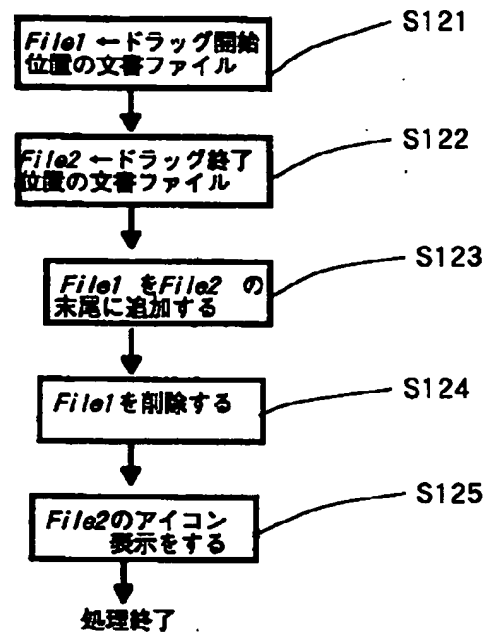 File1 ←ドラッグ開始
位置の文書ファイル
S121
File2 ←ドラッグ終了
位置の文書ファイル
S122
File1 をFile2 の
末尾に追加する
S123
File1を削除する
S124
File2のアイコン
表示をする
S125
処理終了